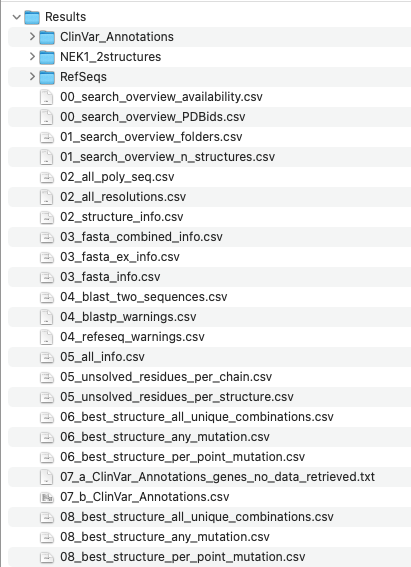 Results
ClinVar_Annotations
NEK1_2structures
RefSeqs
00_search_overview_availability.csv
00_search_overview_PDBids.csv
01_search_overview_folders.csv
01_search_overview_n_structures.csv
02_all_poly_seq.csv
02_all_resolutions.csv
02_structure_info.csv
03_fasta_combined_info.csv
03_fasta_ex_info.csv
03_fasta_info.csv
04_blast_two_sequences.csv
04_blastp_warnings.csv
04_refeseq_warnings.csv
05_all_info.csv
05_unsolved_residues_per_chain.csv
05_unsolved_residues_per_structure.csv
06_best_structure_all_unique_combinations.csv
06_best_structure_any_mutation.csv
06_best_structure_per_point_mutation.csv
07_a_ClinVar_Annotations_genes_no_data_retrieved.txt
07_b_ClinVar_Annotations.csv
08_best_structure_all_unique_combinations.csv
08_best_structure_any_mutation.csv
08_best_structure_per_point_mutation.csv